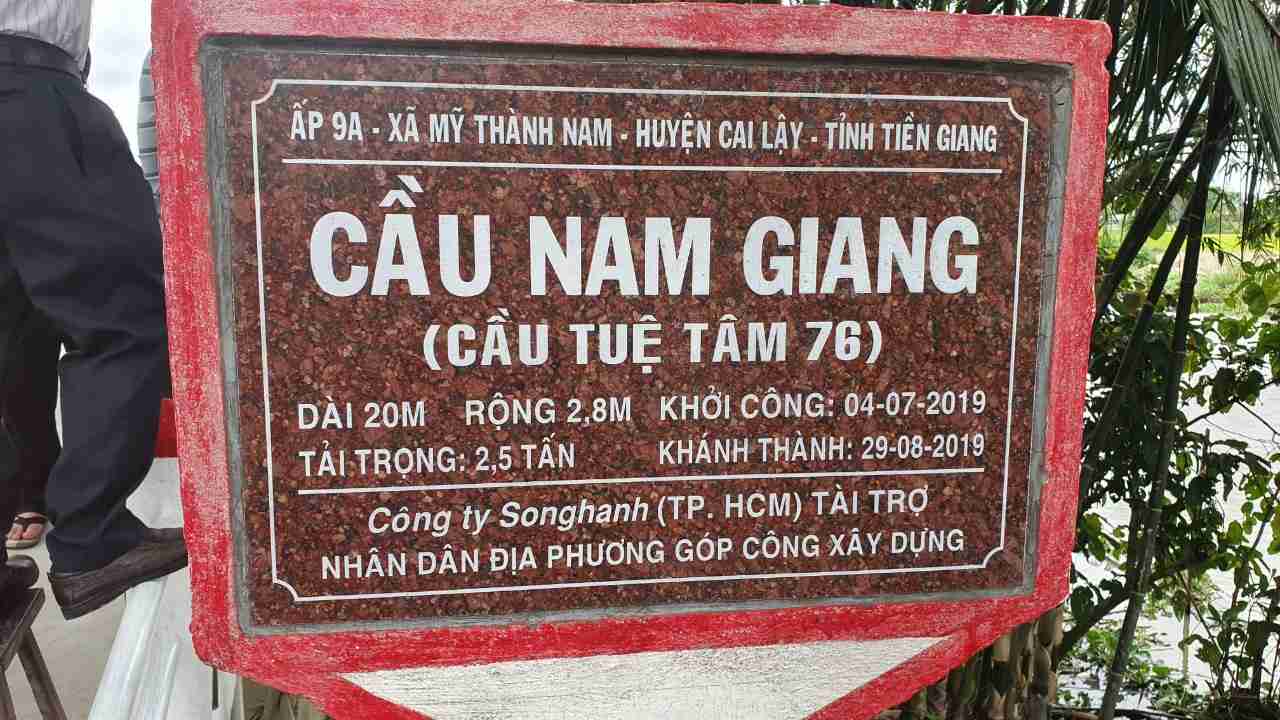 ẤP 9A - XÃ MỸ THÀNH NAM - HUYỆN CAI LẬY - TỈNH TIỀN GIANG
CẦU NAM GIANG
(CẦU TUỆ TÂM 76)
DÀI 20M RỘNG 2,8M KHỞI CÔNG: 04-07-2019
TẢI TRỌNG: 2,5 TẤN KHÁNH THÀNH: 29-08-2019
Công ty Songhanh (TP. HCM) TÀI TRỢ
NHÂN DÂN ĐỊA PHƯƠNG GÓP CÔNG XÂY DỰNG